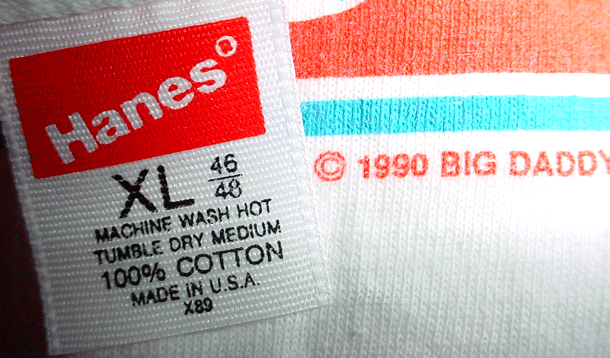 Hanes
XL 46/48
MACHINE WASH HOT
TUMBLE DRY MEDIUM
100% COTTON
MADE IN U.S.A.
X89
© 1990 BIG DADDY